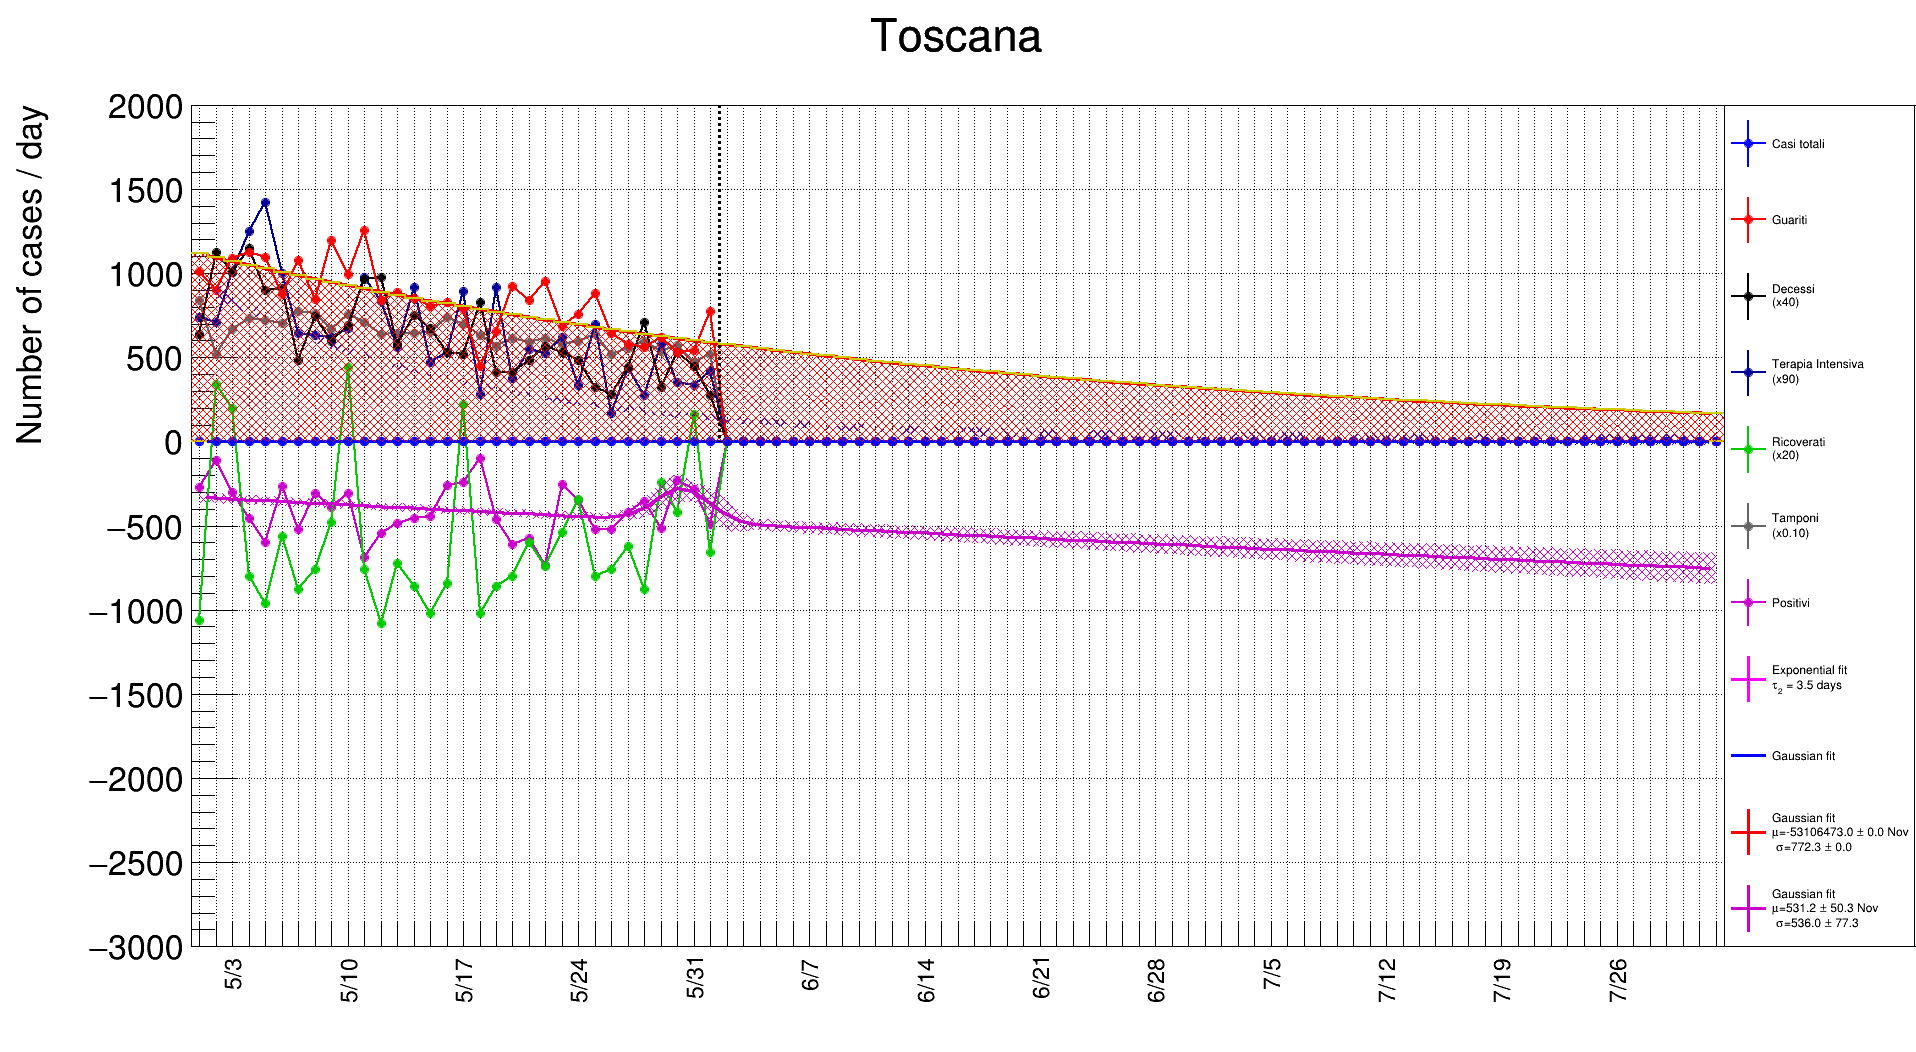 Toscana
Number of cases / day
2000
1500
1000
500
0
−500
−1000
−1500
−2000
−2500
−3000
5/3
5/10
5/17
5/24
5/31
6/7
6/14
6/21
6/28
7/5
7/12
7/19
7/26
Casi totali
Guariti
Decessi
(x40)
Terapia Intensiva
(x90)
Ricoverati
(x20)
Tamponi
(x0.10)
Positivi
Exponential fit
τ2 = 3.5 days
Gaussian fit
Gaussian fit
μ=-53106473.0 ± 0.0 Nov
σ=772.3 ± 0.0
Gaussian fit
μ=531.2 ± 50.3 Nov
σ=536.0 ± 77.3